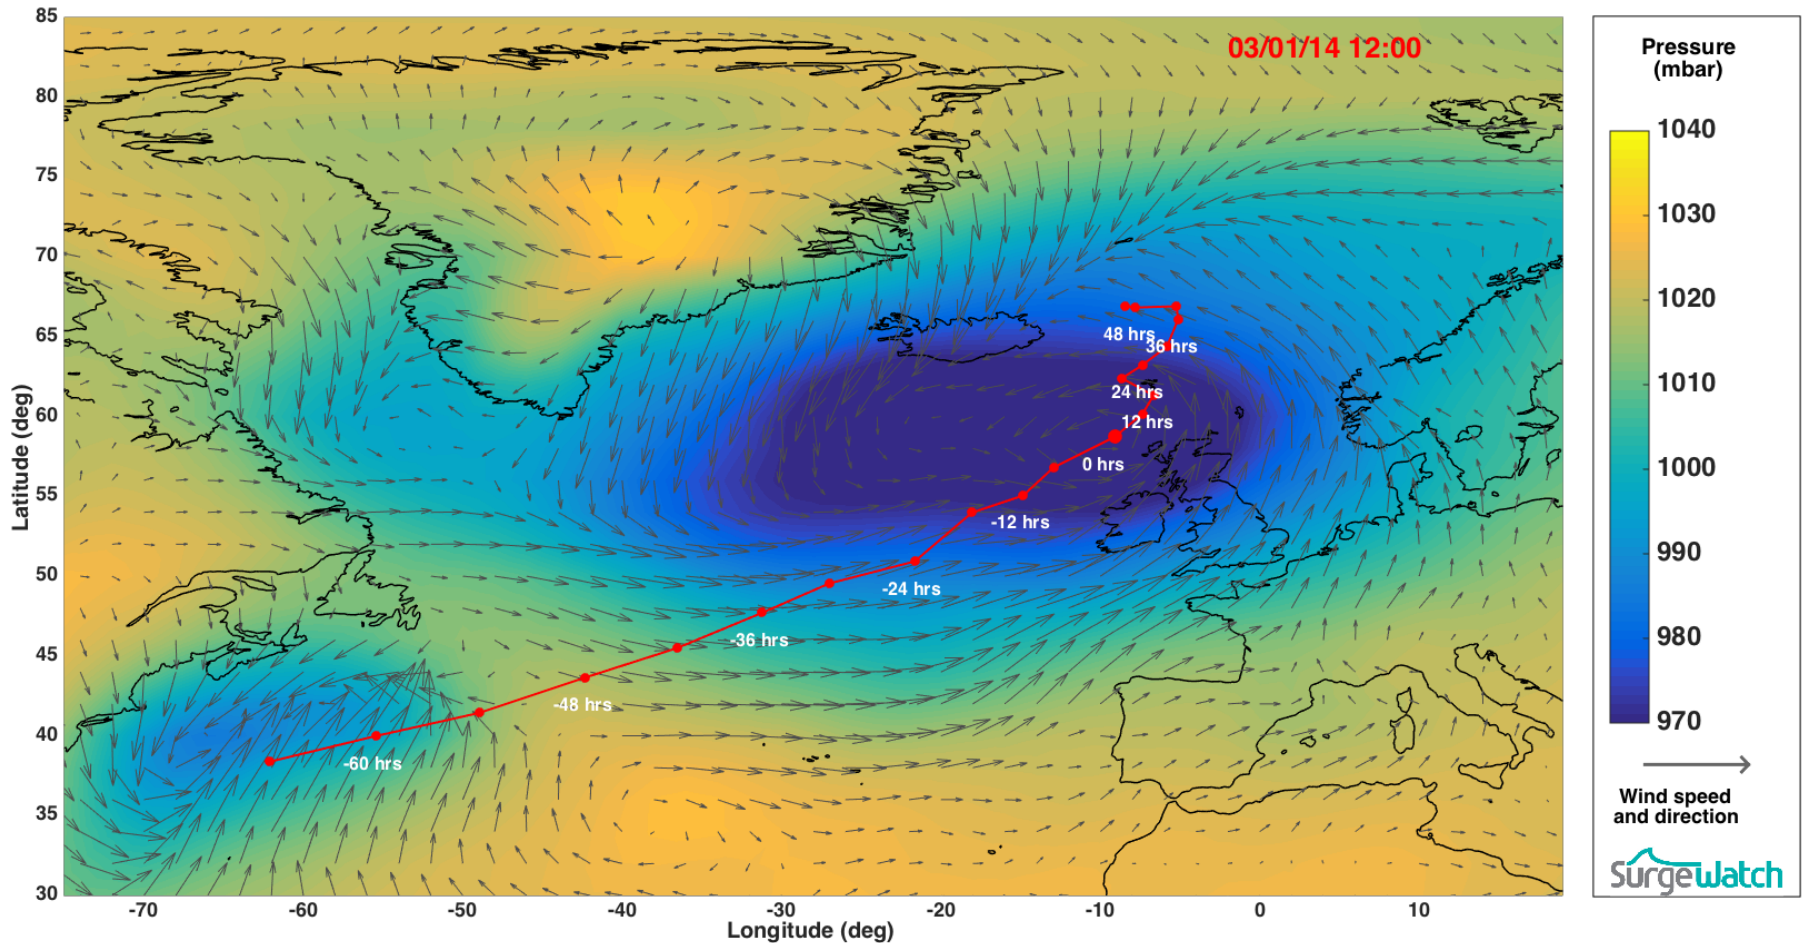 03/01/14 12:00
85
80
75
70
65
60
55
50
45
40
35
30
Latitude (deg)
-70
-60
-50
-40
-30
-20
-10
0
10
Longitude (deg)
48 hrs
36 hrs
24 hrs
12 hrs
0 hrs
-12 hrs
-24 hrs
-36 hrs
-48 hrs
-60 hrs
Pressure
(mbar)
1040
1030
1020
1010
1000
990
980
970
Wind speed
and direction
SurgeWatch